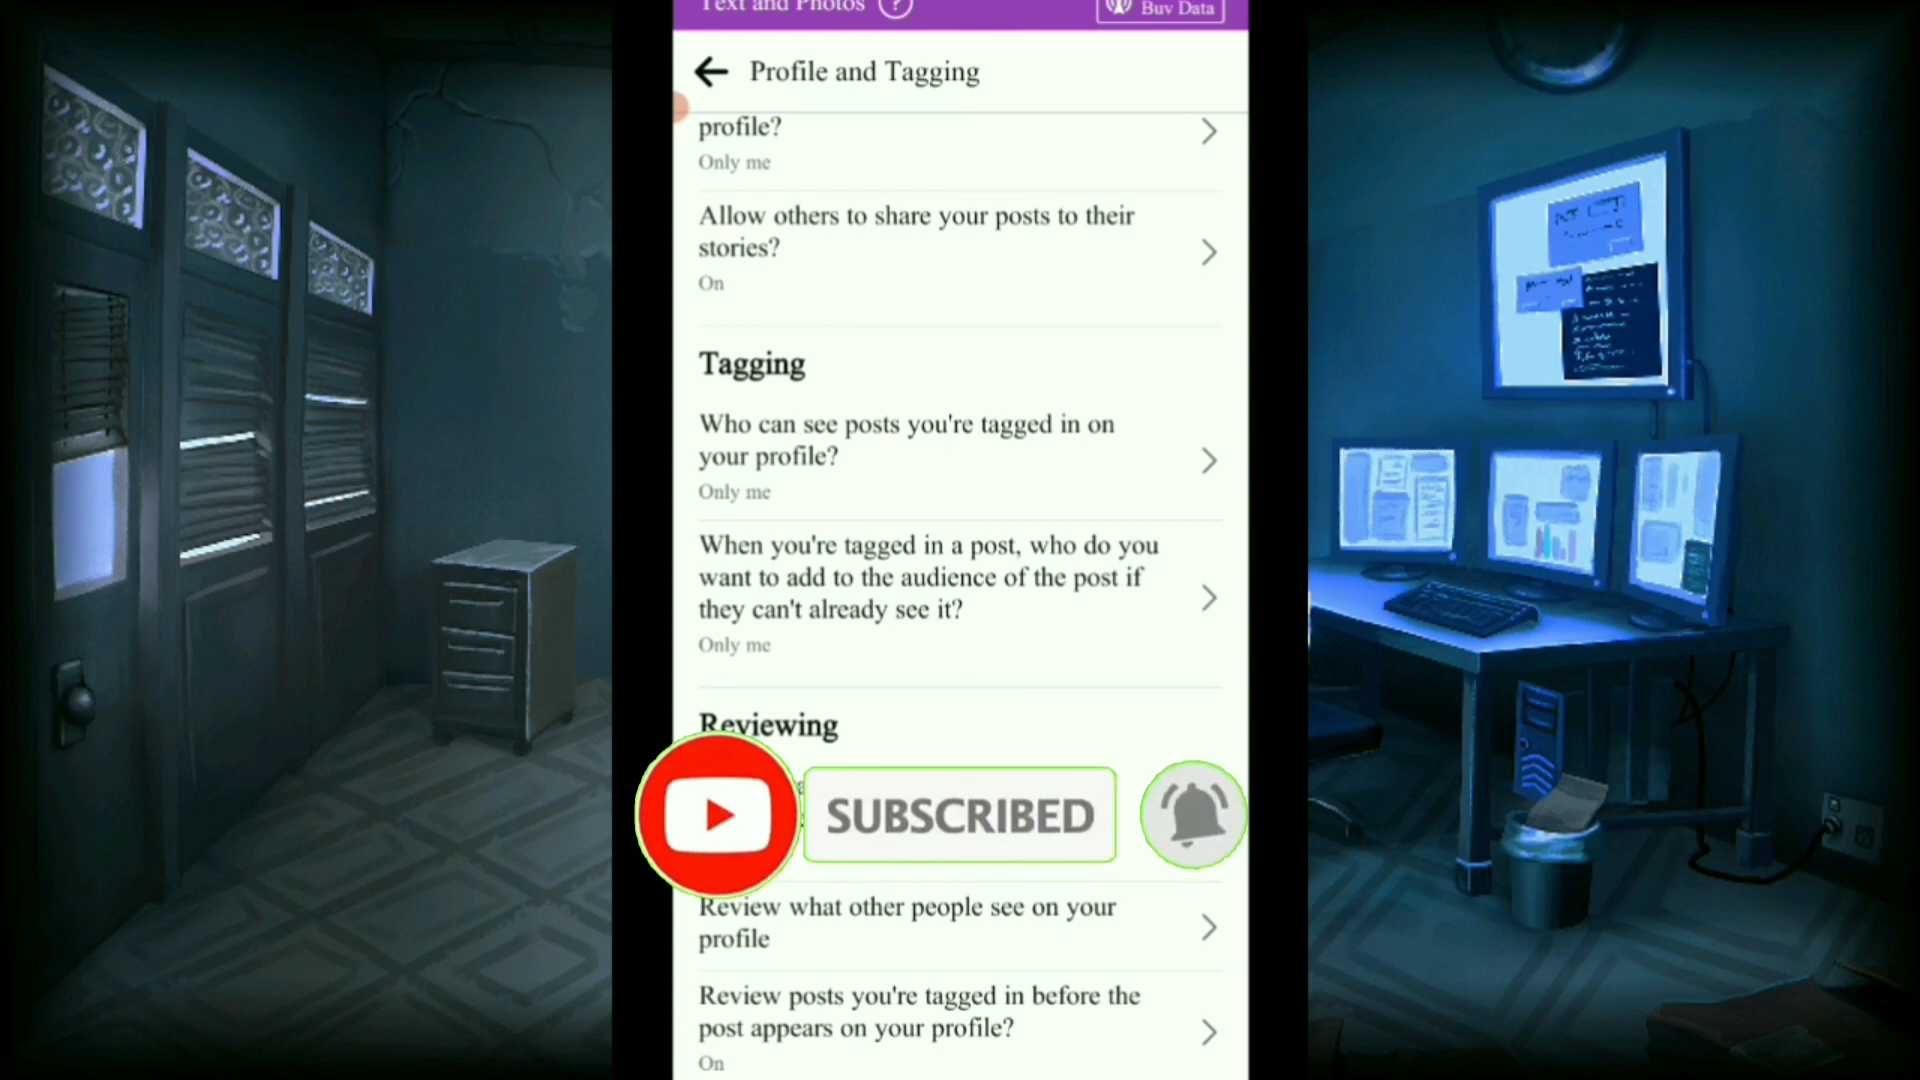 Text and Photos ? Buy Data
Profile and Tagging
profile?
Only me
Allow others to share your posts to their
stories?
On
Tagging
Who can see posts you're tagged in on
your profile?
Only me
When you're tagged in a post, who do you
want to add to the audience of the post if
they can't already see it?
Only me
Reviewing
SUBSCRIBED
Review what other people see on your
profile
Review posts you're tagged in before the
post appears on your profile?
On